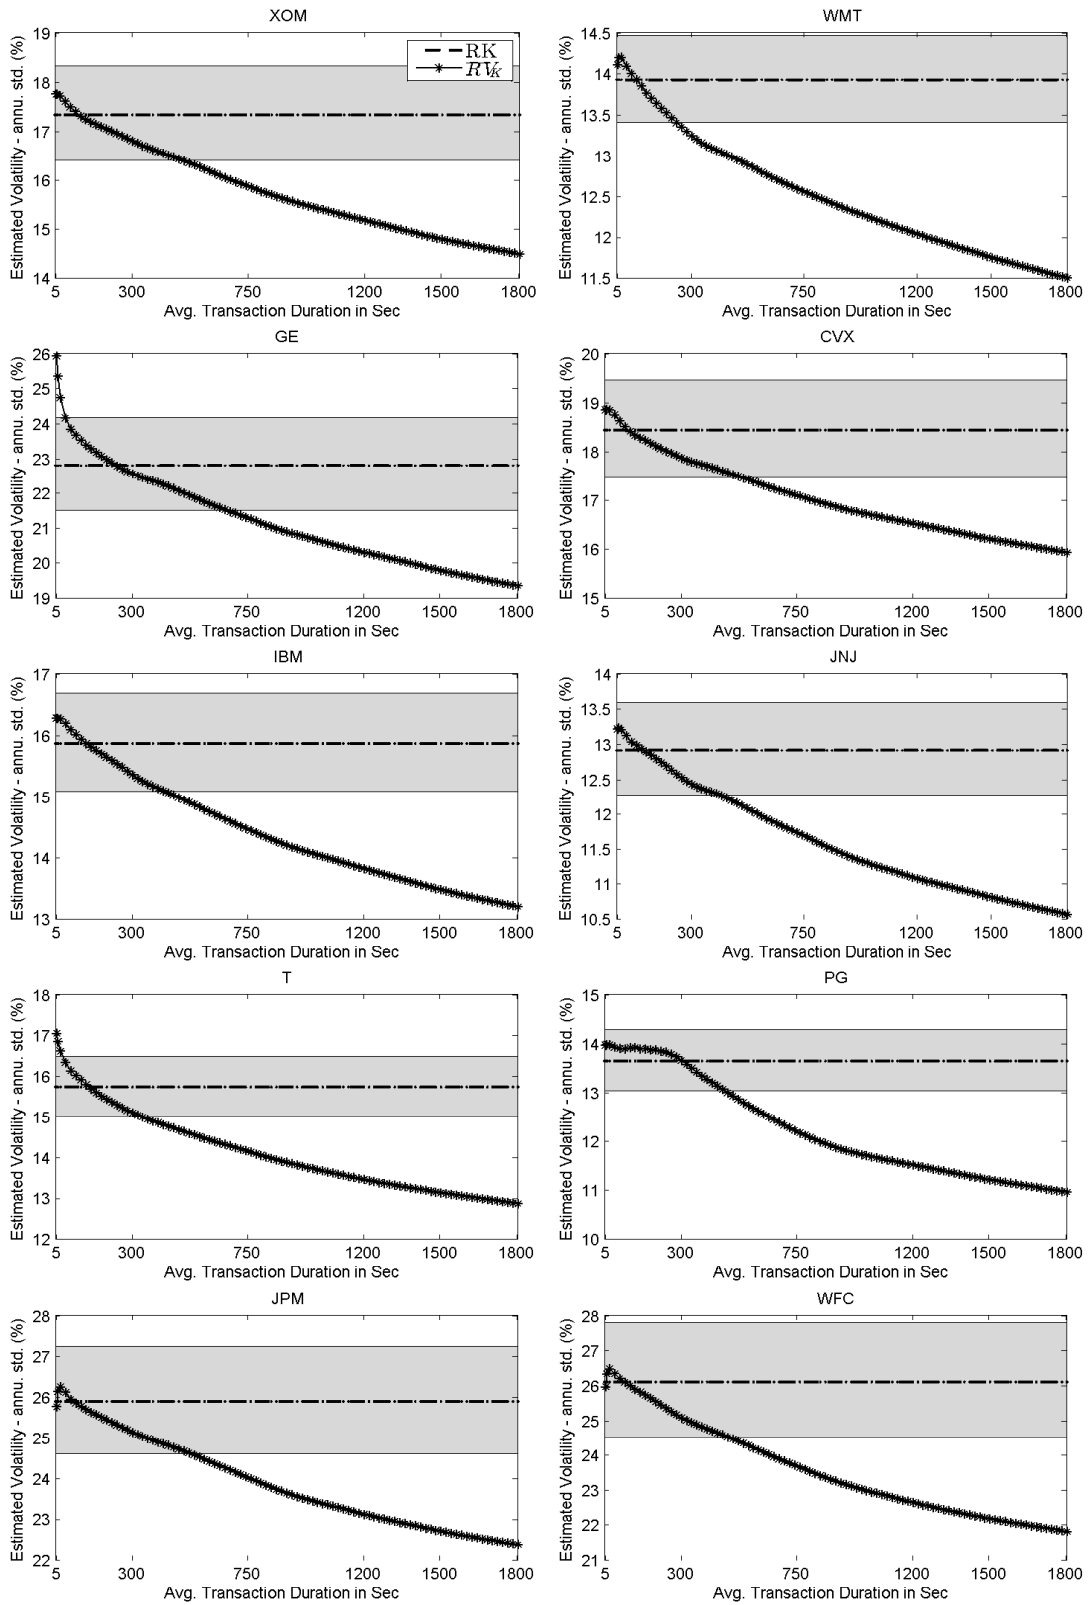 XOM
Estimated Volatility - annu. std. (%)
19
18
17
16
15
14
5 300 750 1200 1500 1800
Avg. Transaction Duration in Sec
RK
RV_K
WMT
Estimated Volatility - annu. std. (%)
14.5
14
13.5
13
12.5
12
11.5
5 300 750 1200 1500 1800
Avg. Transaction Duration in Sec
GE
Estimated Volatility - annu. std. (%)
26
25
24
23
22
21
20
19
5 300 750 1200 1500 1800
Avg. Transaction Duration in Sec
CVX
Estimated Volatility - annu. std. (%)
20
19
18
17
16
15
5 300 750 1200 1500 1800
Avg. Transaction Duration in Sec
IBM
Estimated Volatility - annu. std. (%)
17
16
15
14
13
5 300 750 1200 1500 1800
Avg. Transaction Duration in Sec
JNJ
Estimated Volatility - annu. std. (%)
14
13.5
13
12.5
12
11.5
11
10.5
5 300 750 1200 1500 1800
Avg. Transaction Duration in Sec
T
Estimated Volatility - annu. std. (%)
18
17
16
15
14
13
12
5 300 750 1200 1500 1800
Avg. Transaction Duration in Sec
PG
Estimated Volatility - annu. std. (%)
15
14
13
12
11
10
5 300 750 1200 1500 1800
Avg. Transaction Duration in Sec
JPM
Estimated Volatility - annu. std. (%)
28
27
26
25
24
23
22
5 300 750 1200 1500 1800
Avg. Transaction Duration in Sec
WFC
Estimated Volatility - annu. std. (%)
28
27
26
25
24
23
22
21
5 300 750 1200 1500 1800
Avg. Transaction Duration in Sec